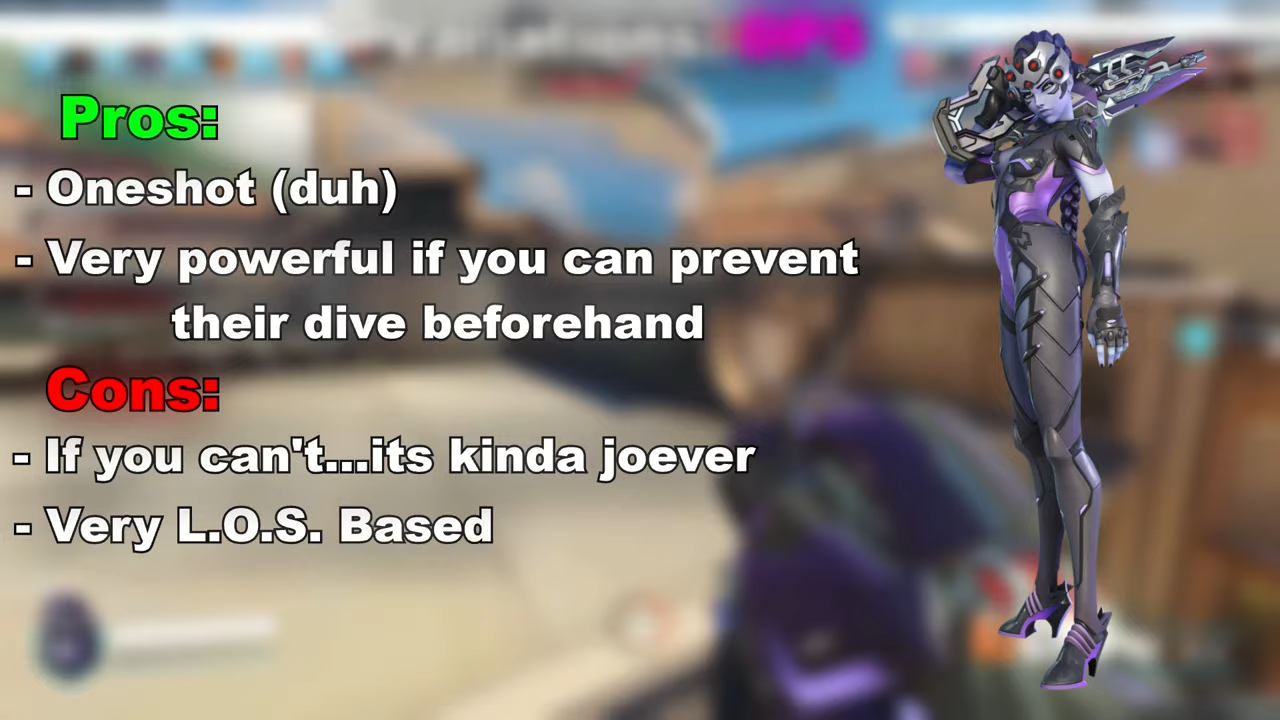 Pros:
- Oneshot (duh)
- Very powerful if you can prevent
their dive beforehand
Cons:
- If you can't...its kinda joever
- Very L.O.S. Based